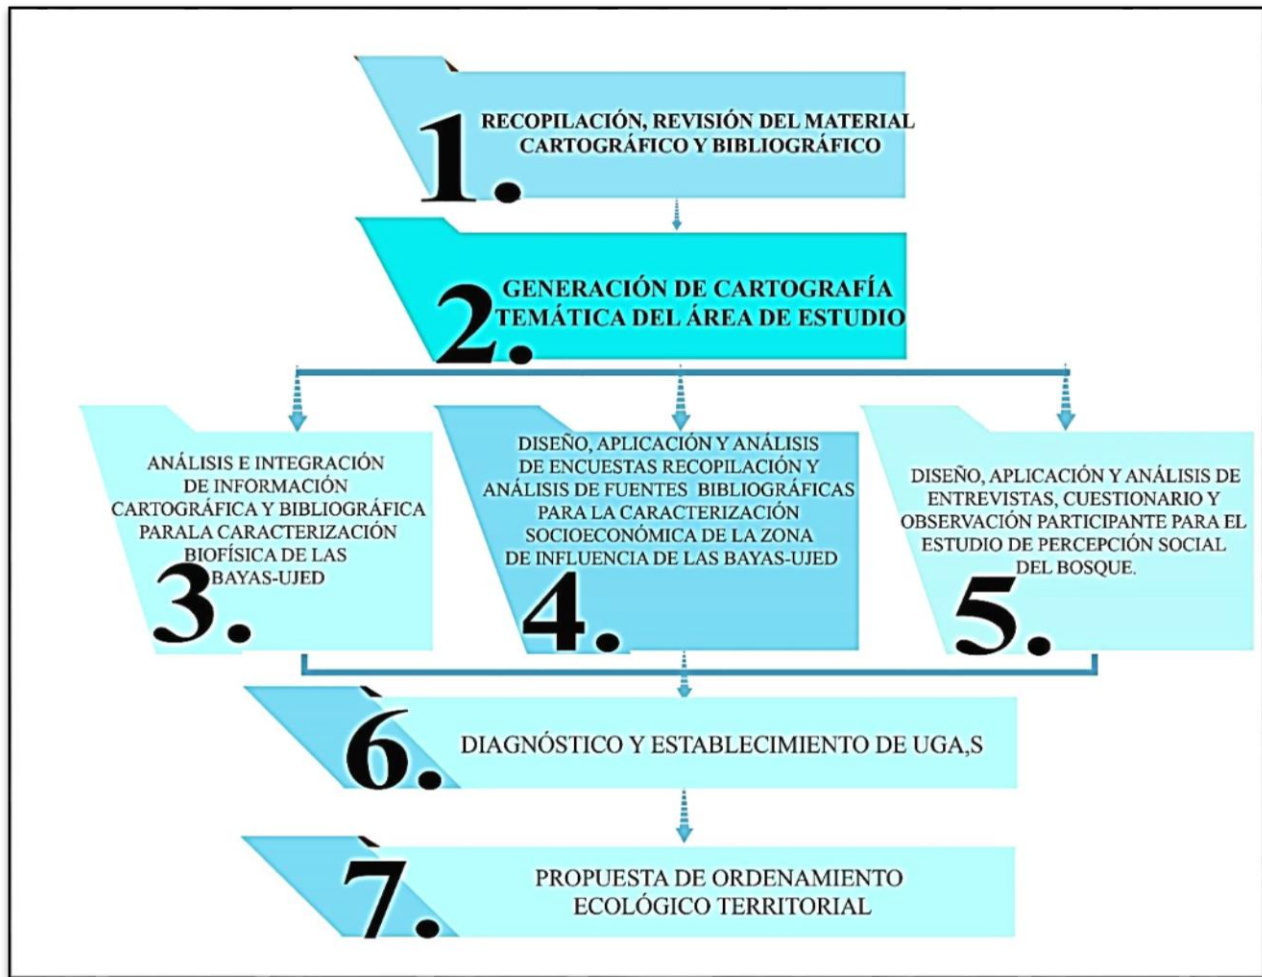 1.
RECOPILACIÓN, REVISIÓN DEL MATERIAL
CARTOGRÁFICO Y BIBLIOGRÁFICO
2.
GENERACIÓN DE CARTOGRAFÍA
TEMÁTICA DEL ÁREA DE ESTUDIO
3.
ANÁLISIS E INTEGRACIÓN
DE INFORMACIÓN
CARTOGRÁFICA Y BIBLIOGRÁFICA
PARALA CARACTERIZACIÓN
BIOFÍSICA DE LAS
BAYAS-UJED
4.
DISEÑO, APLICACIÓN Y ANÁLISIS
DE ENCUESTAS RECOPILACIÓN Y
ANÁLISIS DE FUENTES BIBLIOGRÁFICAS
PARA LA CARACTERIZACIÓN
SOCIOECONÓMICA DE LA ZONA
DE INFLUENCIA DE LAS BAYAS-UJED
5.
DISEÑO, APLICACIÓN Y ANÁLISIS DE
ENTREVISTAS, CUESTIONARIO Y
OBSERVACIÓN PARTICIPANTE PARA EL
ESTUDIO DE PERCEPCIÓN SOCIAL
DEL BOSQUE.
6.
DIAGNÓSTICO Y ESTABLECIMIENTO DE UGA,S
7.
PROPUESTA DE ORDENAMIENTO
ECOLÓGICO TERRITORIAL